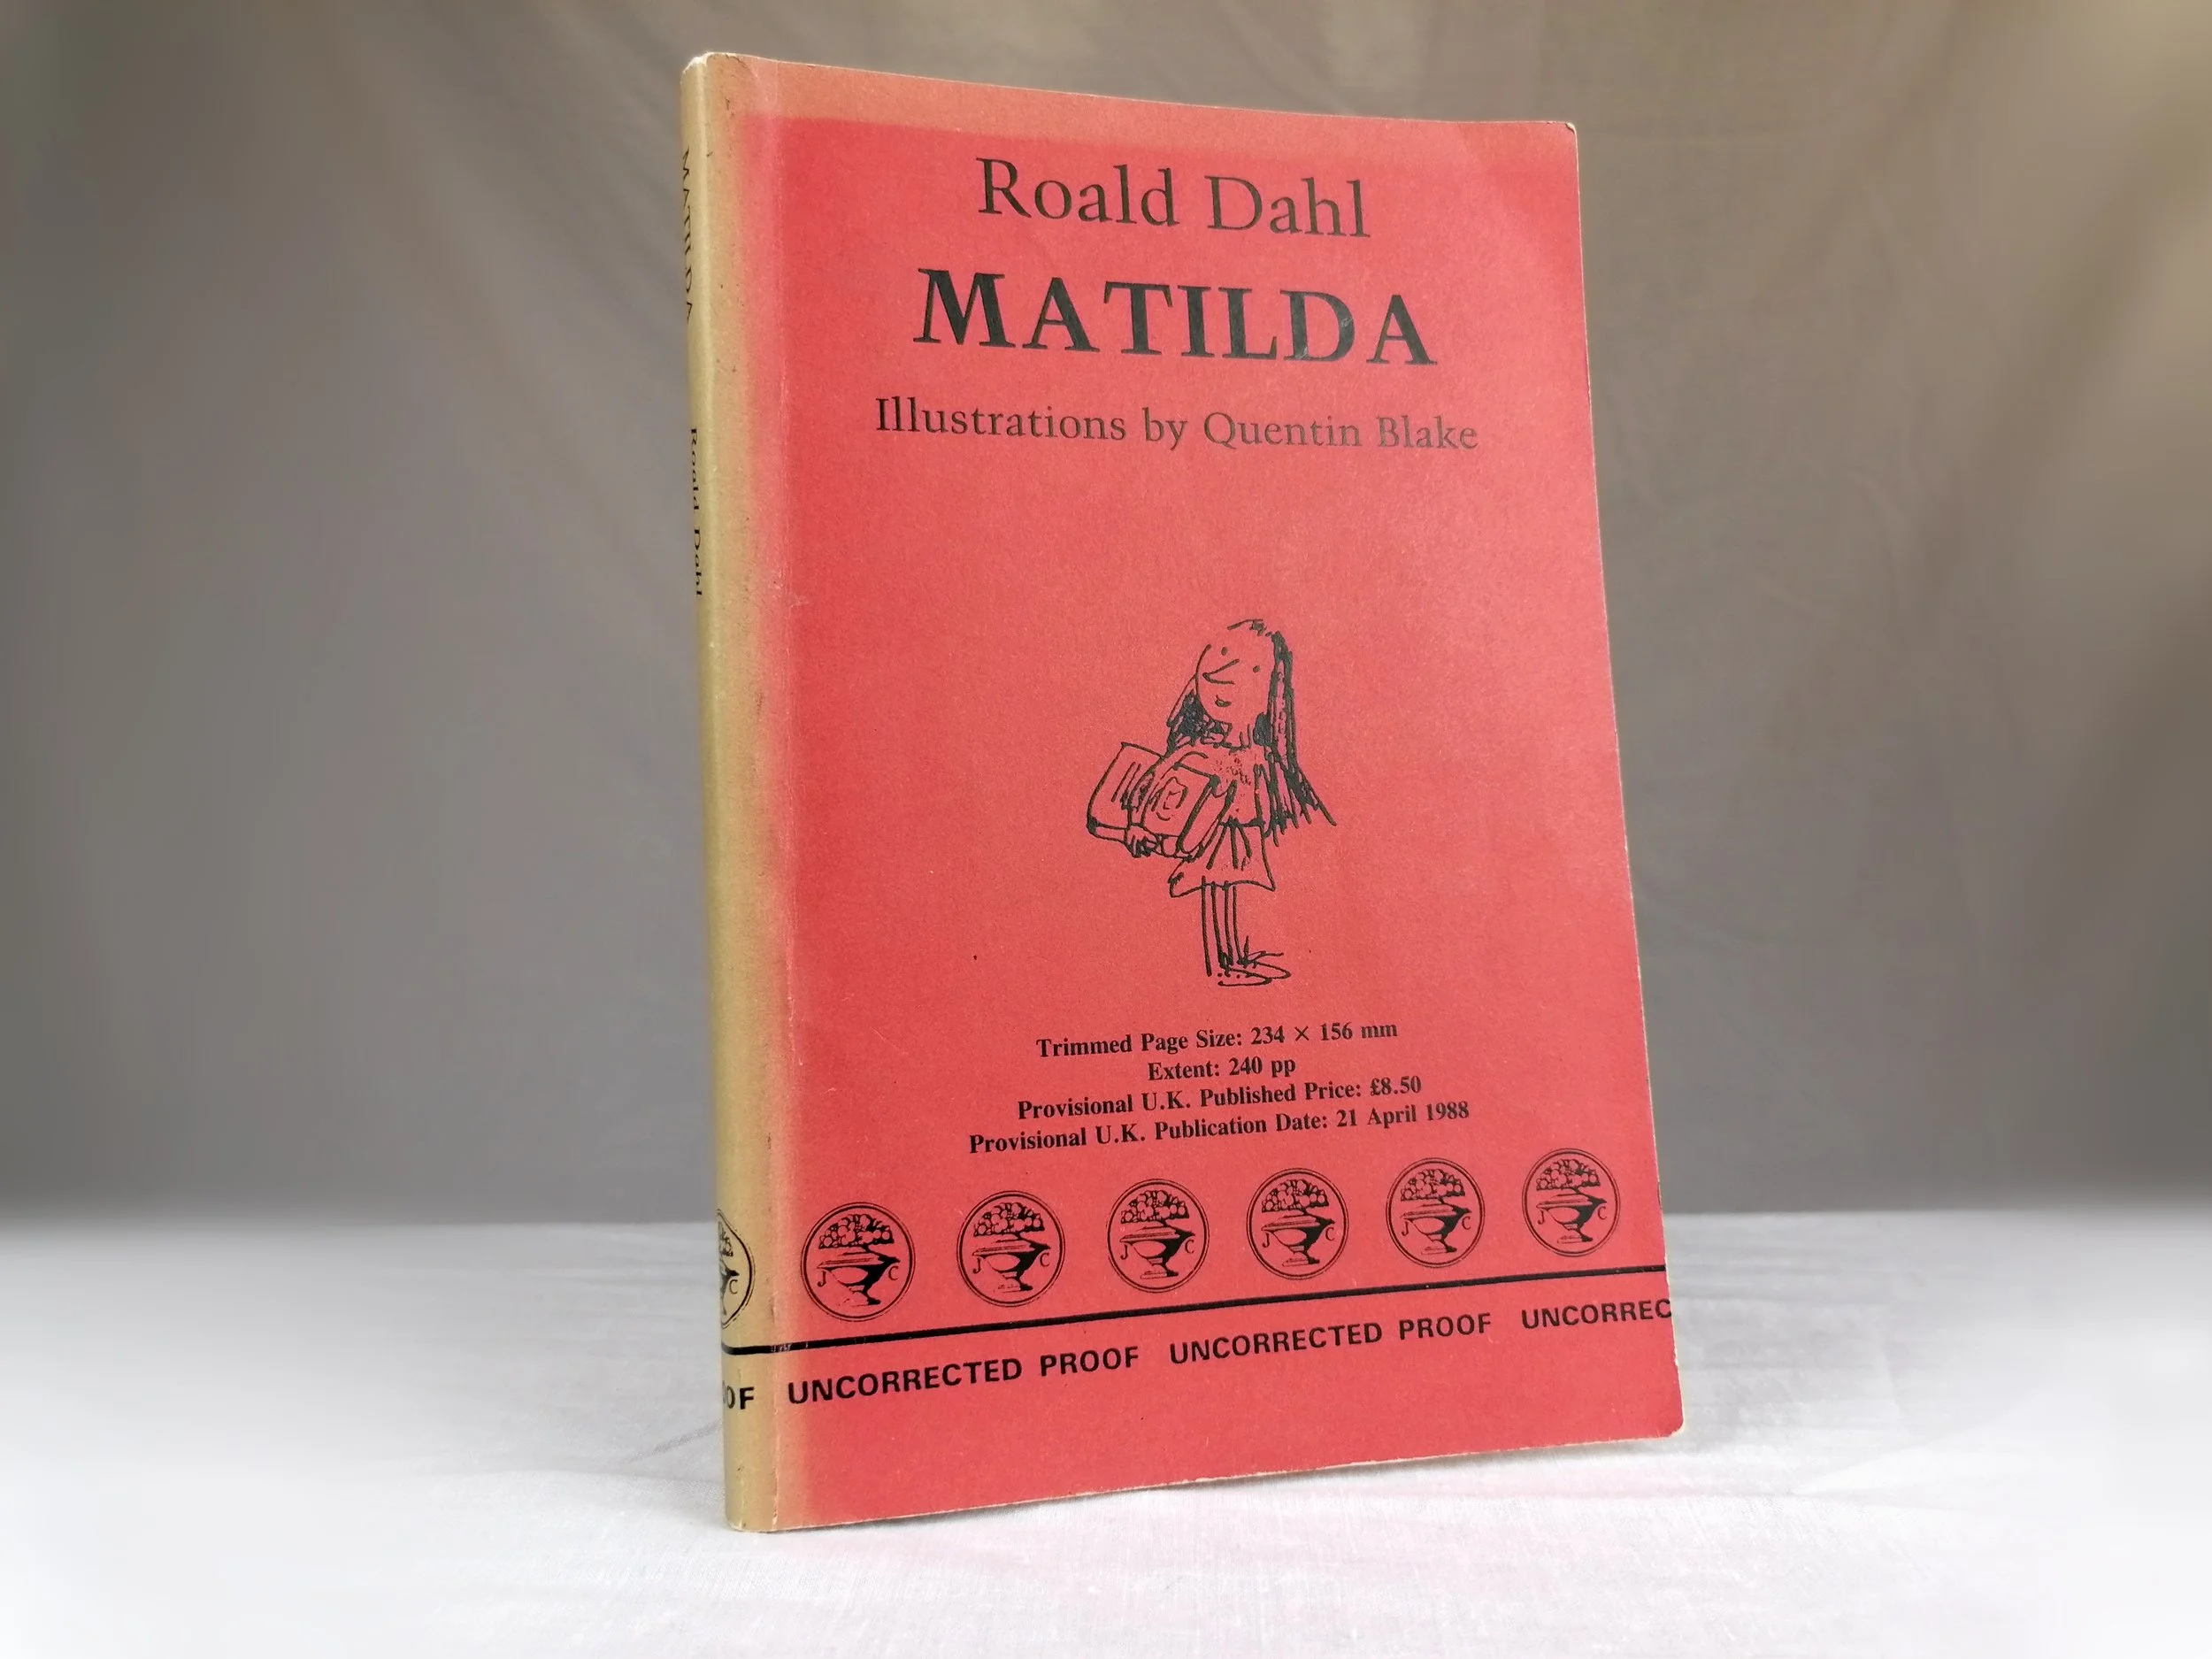 MATILDA
Roald Dahl
Roald Dahl
MATILDA
Illustrations by Quentin Blake
Trimmed Page Size: 234 × 156 mm
Extent: 240 pp
Provisional U.K. Published Price: £8.50
Provisional U.K. Publication Date: 21 April 1988
C J C J C J C J C J C J C
OOF UNCORRECTED PROOF UNCORRECTED PROOF UNCORREC